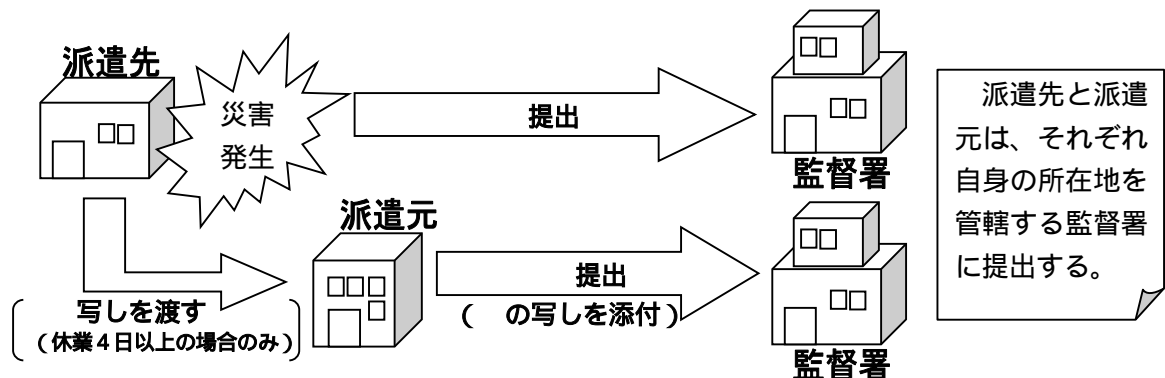 派遣先
災害
発生
提出
監督署
派遣先と派遣
元は、それぞれ
自身の所在地を
管轄する監督署
に提出する。
写しを渡す
(休業4日以上の場合のみ)
派遣元
提出
( の写しを添付)
監督署